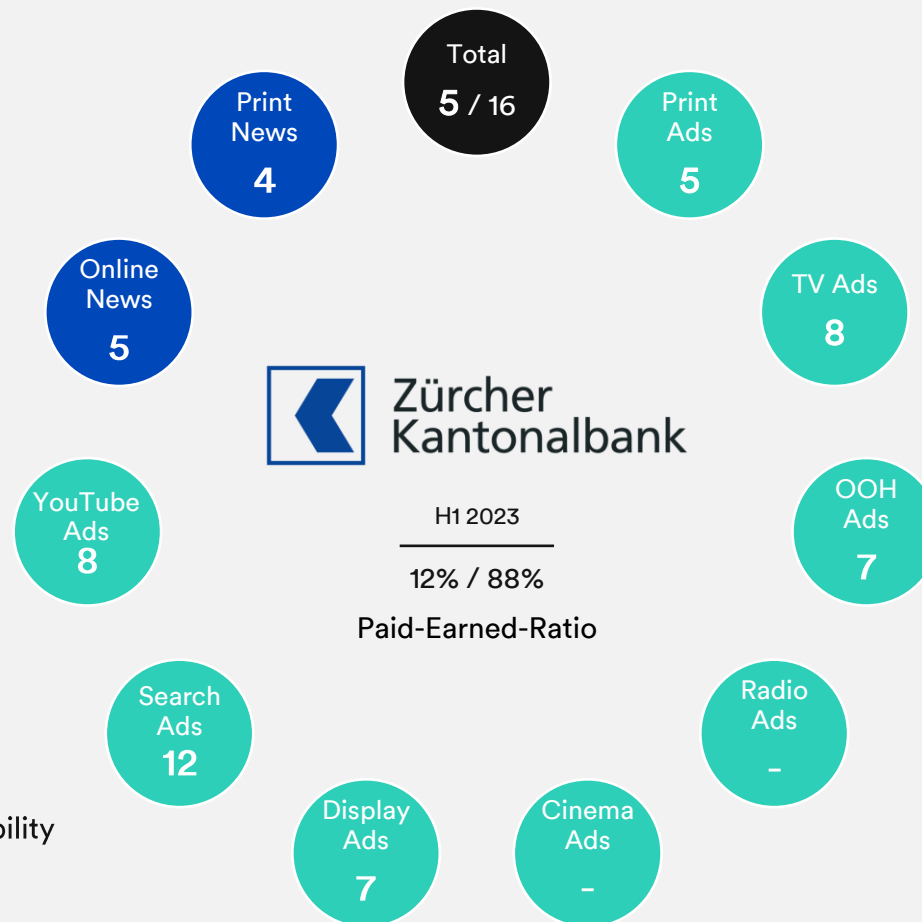 Total
5 / 16
Print
News
4
Print
Ads
5
Online
News
5
TV Ads
8
Zürcher
Kantonalbank
YouTube
Ads
8
OOH
Ads
7
H1 2023
12% / 88%
Paid-Earned-Ratio
Search
Ads
12
Radio
Ads
-
Display
Ads
7
Cinema
Ads
-